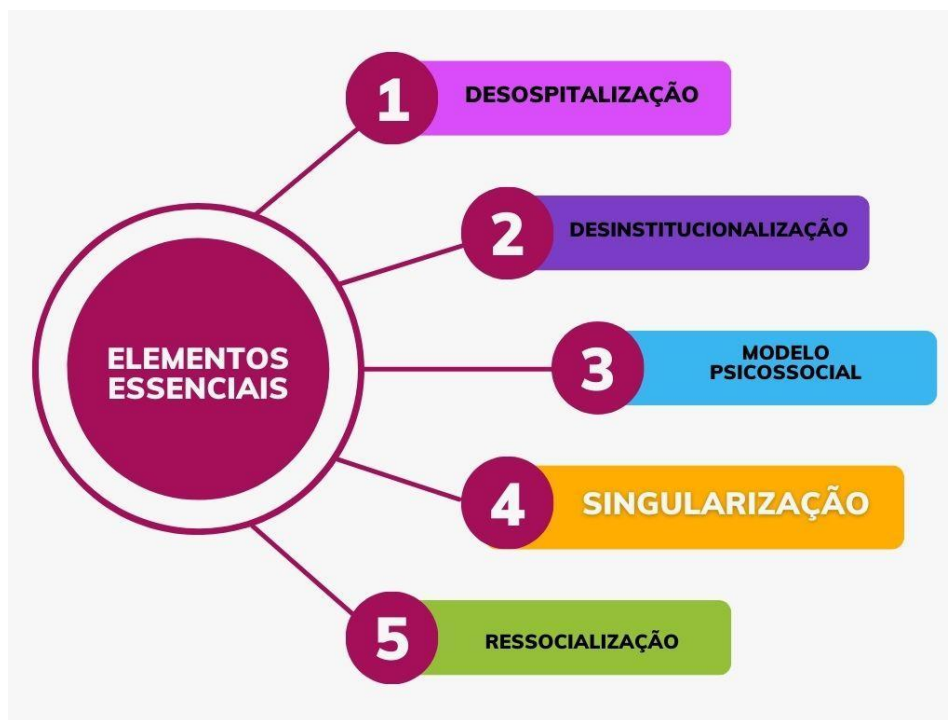 1
DESOSPITALIZAÇÃO
2
DESINSTITUCIONALIZAÇÃO
ELEMENTOS
ESSENCIAIS
3
MODELO
PSICOSSOCIAL
4
SINGULARIZAÇÃO
5
RESSOCIALIZAÇÃO